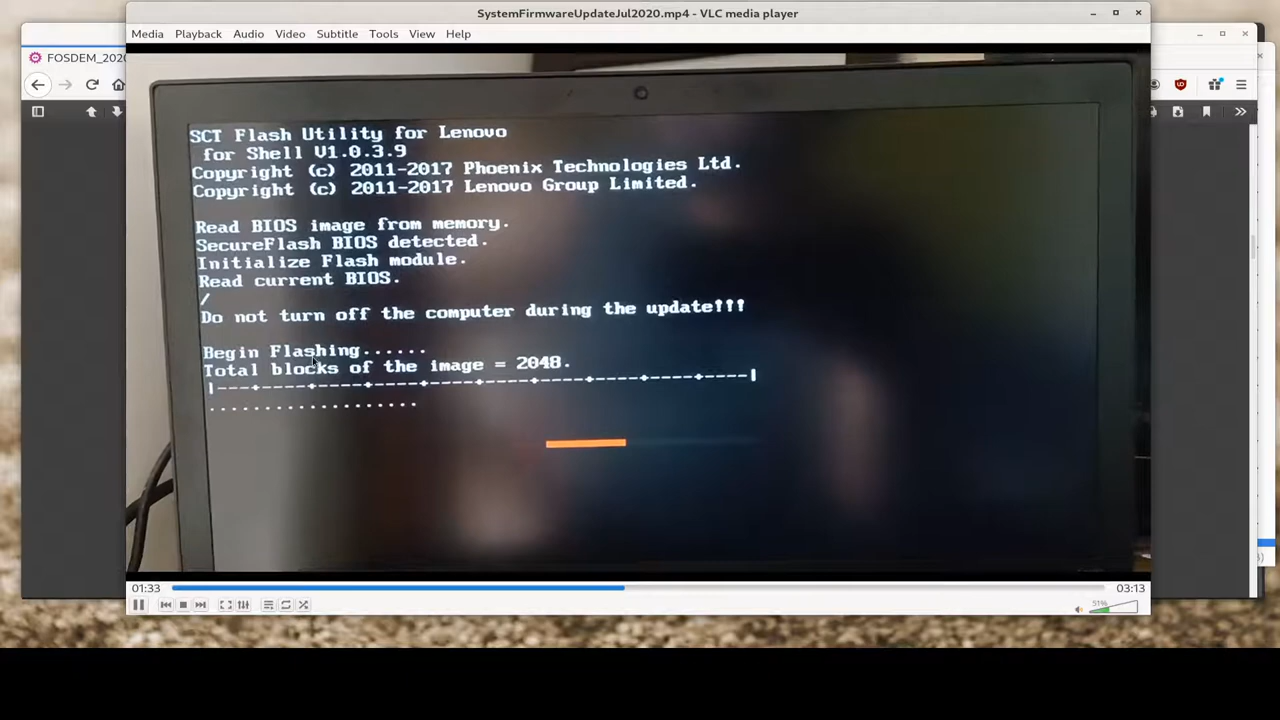 SystemFirmwareUpdateJul2020.mp4 - VLC media player
Media Playback Audio Video Subtitle Tools View Help
FOSDEM_2020
SCT Flash Utility for Lenovo
for Shell V1.0.3.9
Copyright (c) 2011-2017 Phoenix Technologies Ltd.
Copyright (c) 2011-2017 Lenovo Group Limited.
Read BIOS image from memory.
SecureFlash BIOS detected.
Initialize Flash module.
Read current BIOS.
/
Do not turn off the computer during the update!!!
Begin Flashing......
Total blocks of the image = 2048.
|---+----+----+----+----+----+----+----+----+----|
...................
01:33
03:13
51%